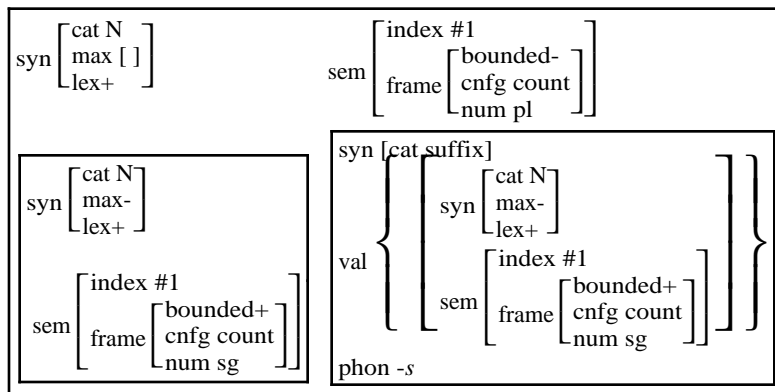 syn [cat N
max [ ]
lex+]
sem [index #1
frame [bounded-
cnfg count
num pl]]
syn [cat N
max-
lex+]
sem [index #1
frame [bounded+
cnfg count
num sg]]
syn [cat suffix]
val { [syn [cat N
max-
lex+]
sem [index #1
frame [bounded+
cnfg count
num sg]]] }
phon -s